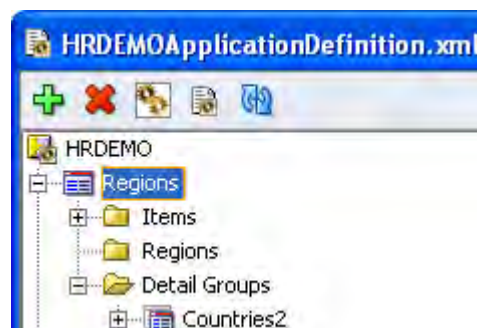 HRDEMOApplicationDefinition.xml
HRDEMO
Regions
Items
Regions
Detail Groups
Countries2